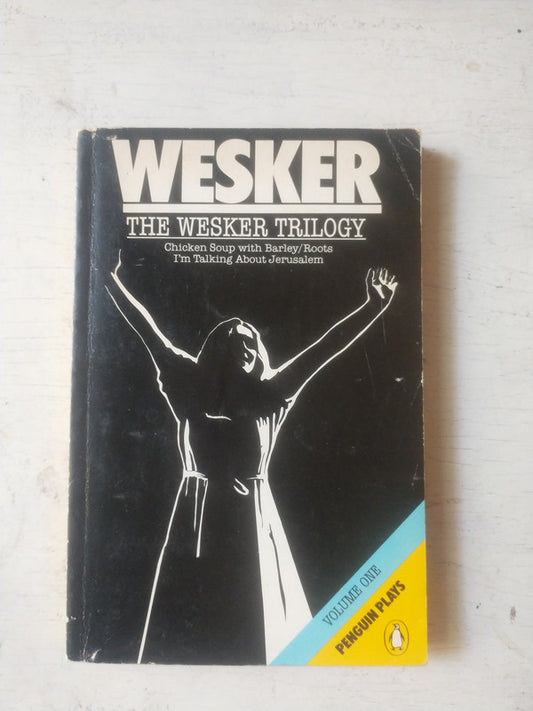 WESKER
THE WESKER TRILOGY
Chicken Soup with Barley/Roots
I'm Talking About Jerusalem
VOLUME ONE
PENGUIN PLAYS